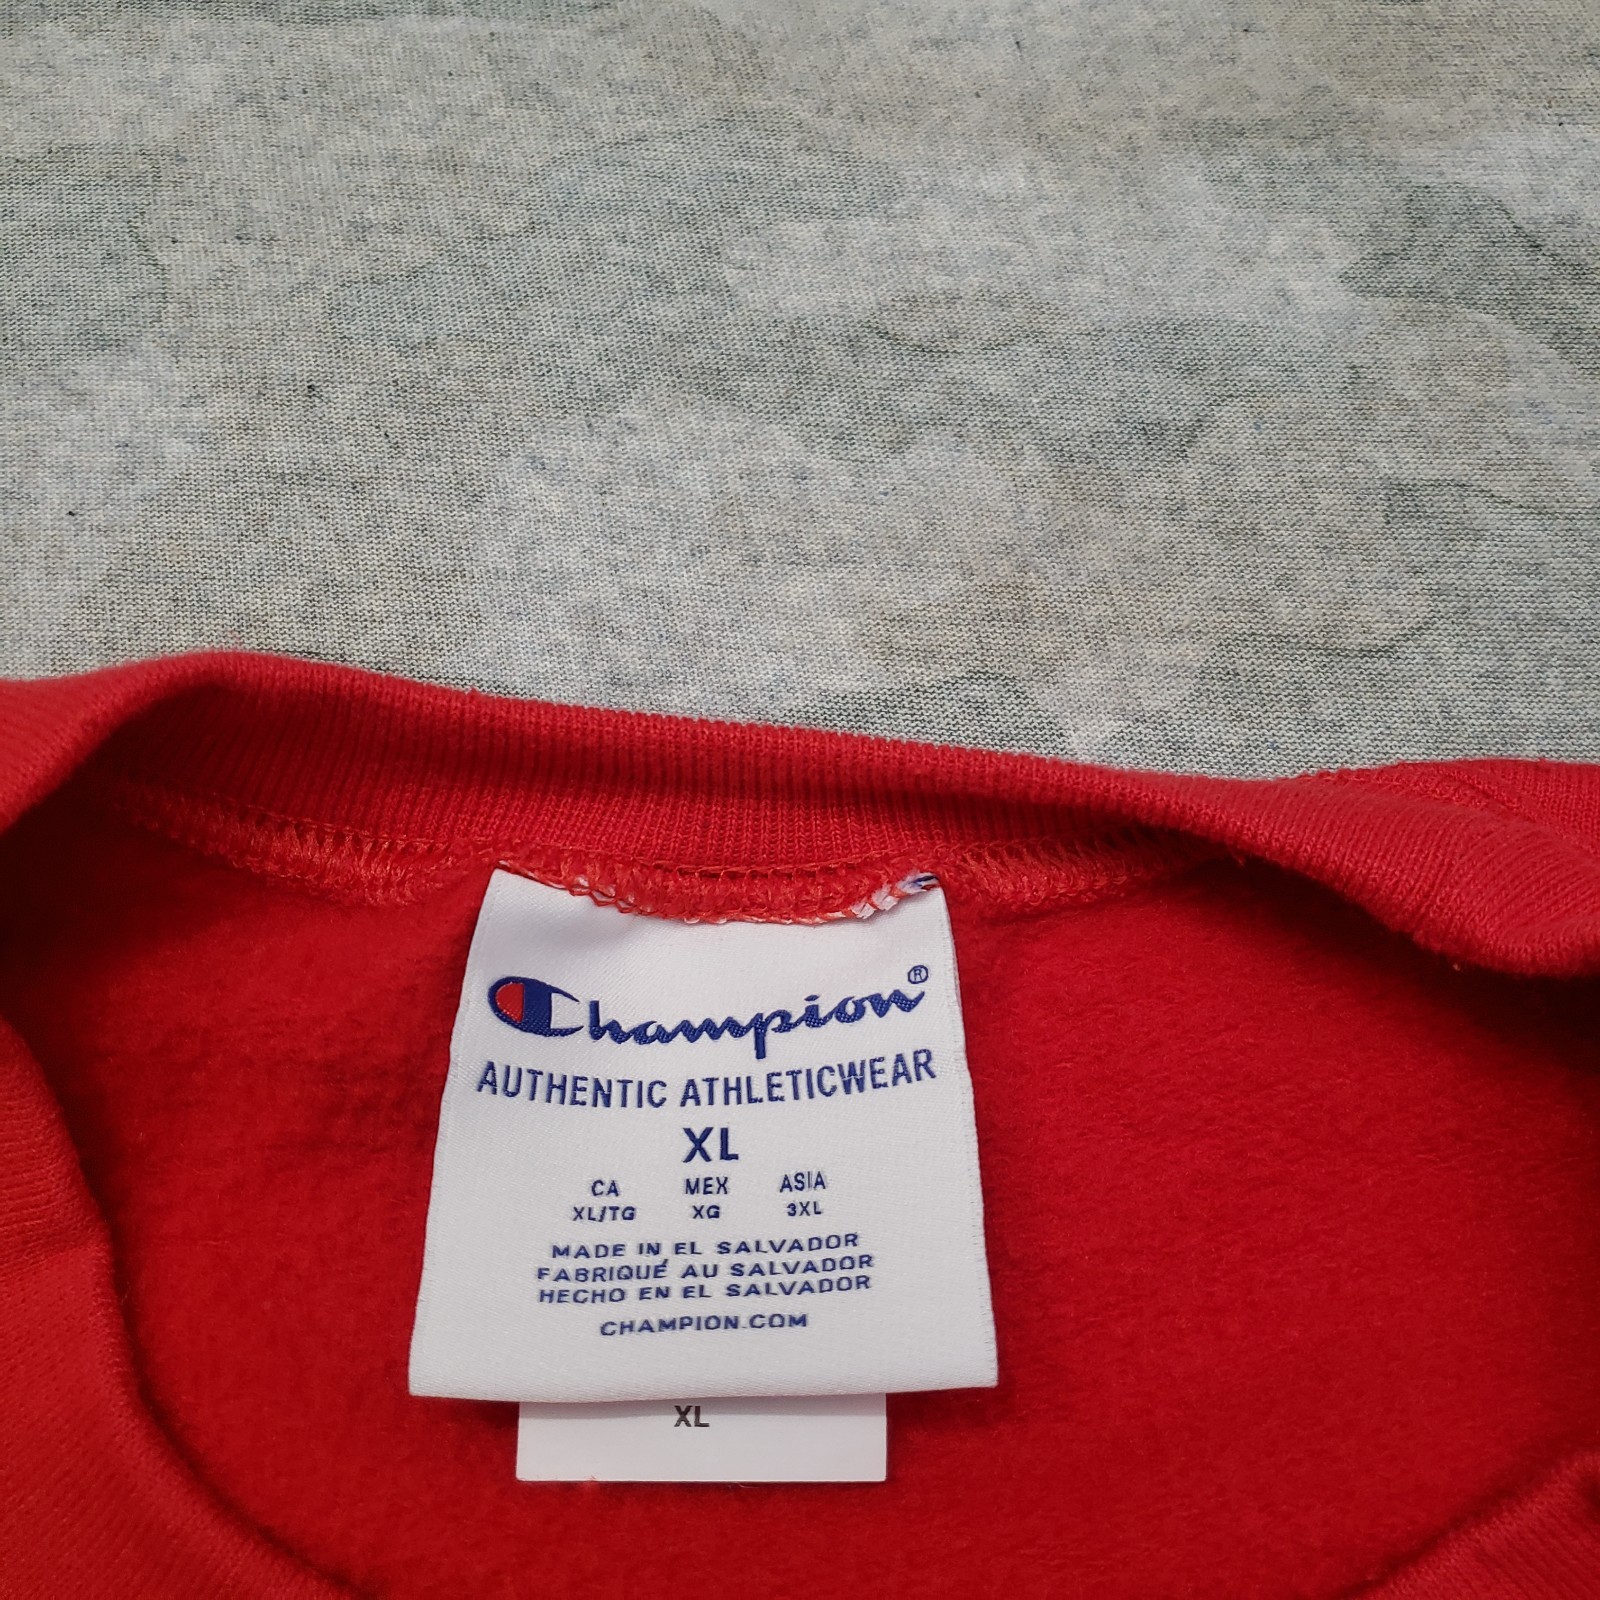 Champion®
AUTHENTIC ATHLETICWEAR
XL
CA MEX ASIA
XL/TG XG 3XL
MADE IN EL SALVADOR
FABRIQUÉ AU SALVADOR
HECHO EN EL SALVADOR
CHAMPION.COM
XL